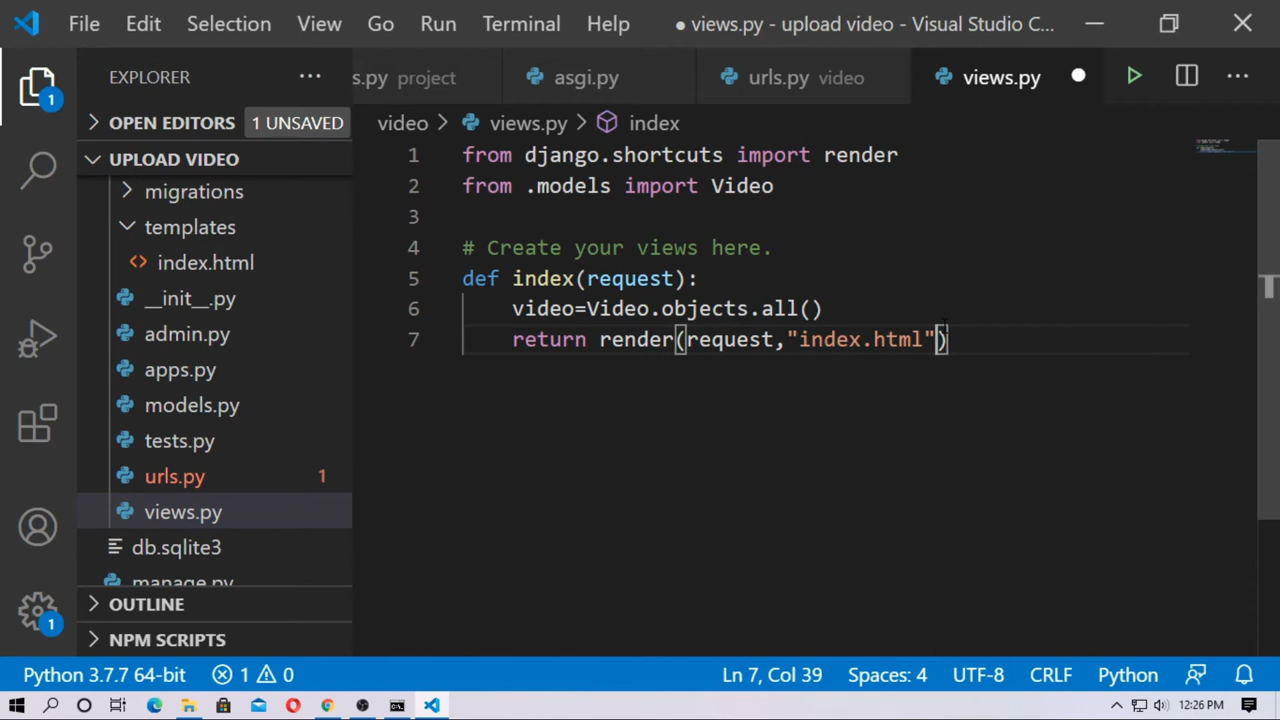 File Edit Selection View Go Run Terminal Help ● views.py - upload video - Visual Studio C...
EXPLORER ···
s.py project asgi.py urls.py video views.py ···
1
OPEN EDITORS 1 UNSAVED
video > views.py > index
UPLOAD VIDEO
migrations
templates
index.html
__init__.py
admin.py
apps.py
models.py
tests.py
urls.py 1
views.py
db.sqlite3
manage.py
OUTLINE
NPM SCRIPTS
1
1 from django.shortcuts import render
2 from .models import Video
3
4 # Create your views here.
5 def index(request):
6 video=Video.objects.all()
7 return render(request,"index.html")
Python 3.7.7 64-bit 1 0 Ln 7, Col 39 Spaces: 4 UTF-8 CRLF Python
12:26 PM